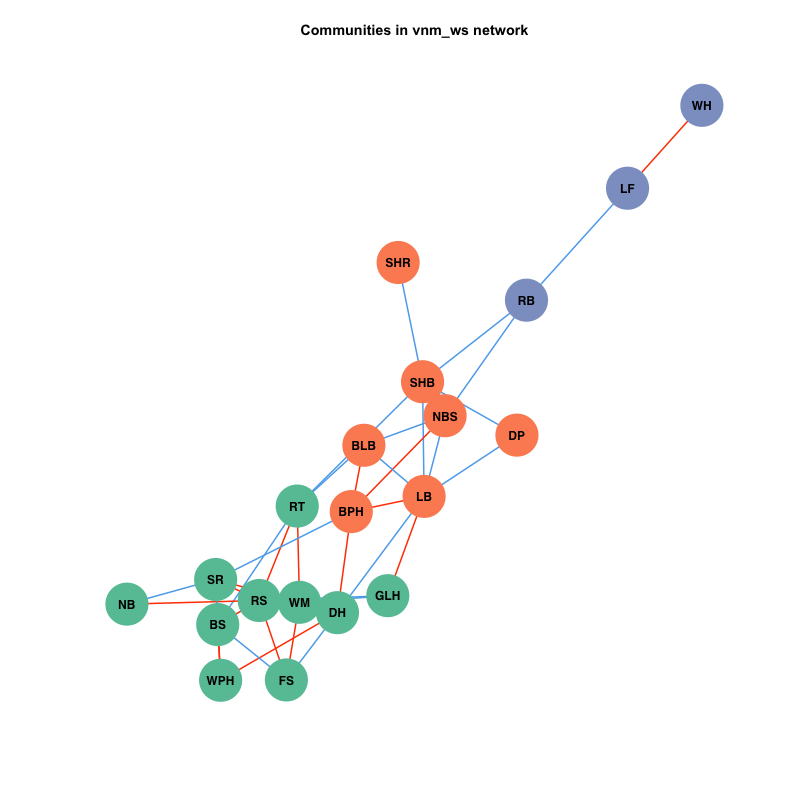 Communities in vnm_ws network
WH
LF
SHR
RB
SHB
NBS
DP
BLB
LB
RT
BPH
SR
GLH
RS
WM
NB
DH
BS
WPH
FS